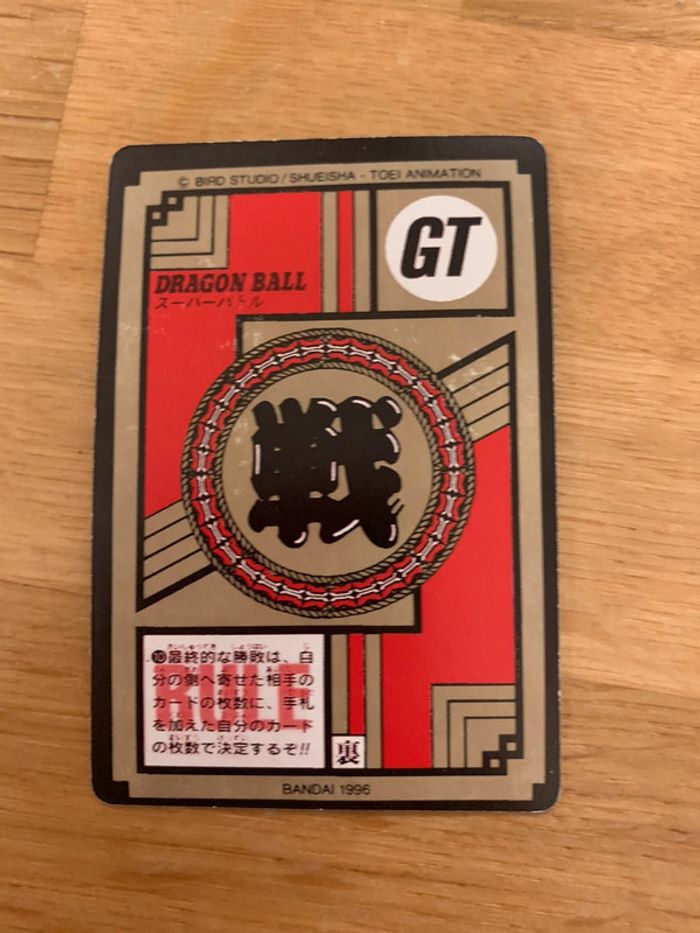 © BIRD STUDIO/SHUEISHA・TOEI ANIMATION
GT
DRAGON BALL
スーパーバトル
戦
RULE
❿最終的な勝敗は、自
分の側へ寄せた相手の
カードの枚数に、手札
を加えた自分のカード
の枚数で決定するぞ!!
裏
BANDAI 1996